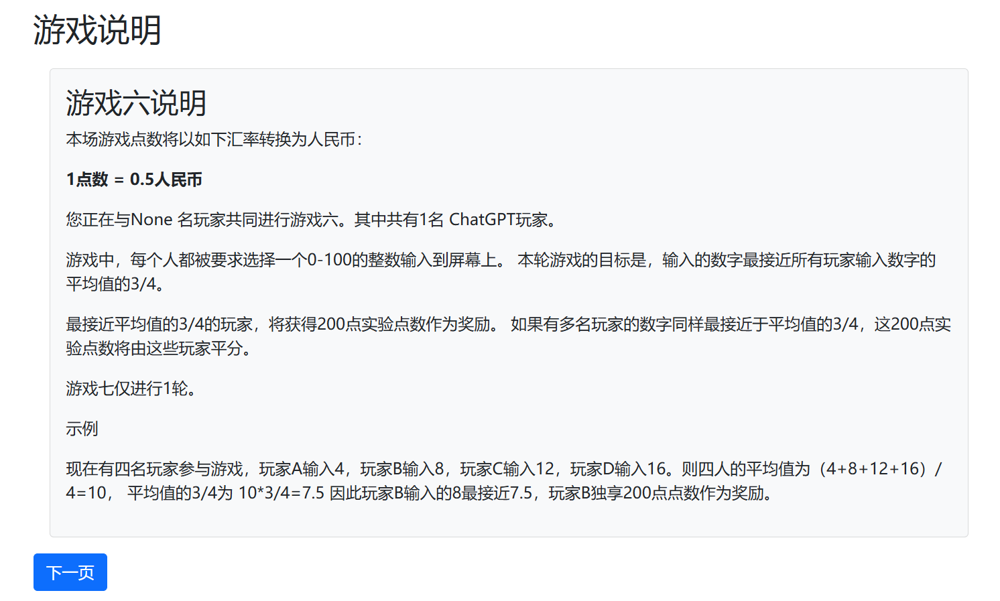 游戏说明
游戏六说明
本场游戏点数将以如下汇率转换为人民币：
1点数 = 0.5人民币
您正在与None 名玩家共同进行游戏六。其中共有1名 ChatGPT玩家。
游戏中，每个人都被要求选择一个0-100的整数输入到屏幕上。 本轮游戏的目标是，输入的数字最接近所有玩家输入数字的
平均值的3/4。
最接近平均值的3/4的玩家，将获得200点实验点数作为奖励。 如果有多名玩家的数字同样最接近于平均值的3/4，这200点实
验点数将由这些玩家平分。
游戏七仅进行1轮。
示例
现在有四名玩家参与游戏，玩家A输入4，玩家B输入8，玩家C输入12，玩家D输入16。则四人的平均值为（4+8+12+16）/
4=10， 平均值的3/4为 10*3/4=7.5 因此玩家B输入的8最接近7.5，玩家B独享200点点数作为奖励。
下一页